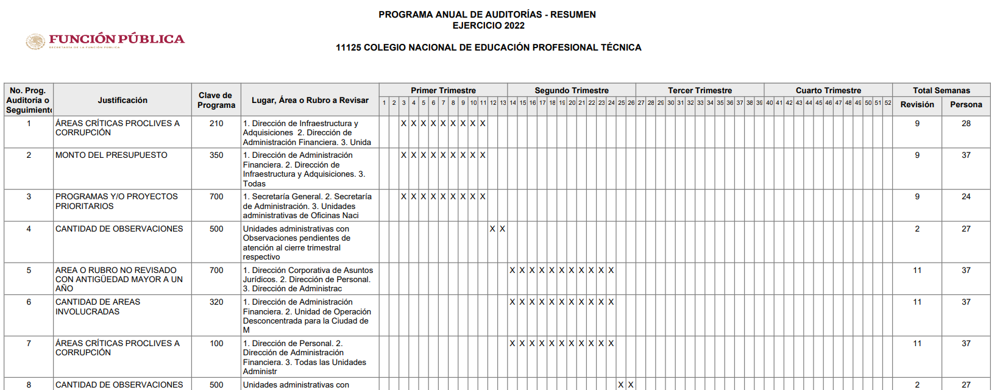 PROGRAMA ANUAL DE AUDITORÍAS - RESUMEN
EJERCICIO 2022
FUNCIÓN PÚBLICA
SECRETARÍA DE LA FUNCIÓN PÚBLICA
11125 COLEGIO NACIONAL DE EDUCACIÓN PROFESIONAL TÉCNICA
No. Prog. Auditoría o Seguimient Justificación Clave de Programa Lugar, Área o Rubro a Revisar Primer Trimestre Segundo Trimestre Tercer Trimestre Cuarto Trimestre Total Semanas
1 2 3 4 5 6 7 8 9 10 11 12 13 14 15 16 17 18 19 20 21 22 23 24 25 26 27 28 29 30 31 32 33 34 35 36 37 38 39 40 41 42 43 44 45 46 47 48 49 50 51 52 Revisión Persona
1 ÁREAS CRÍTICAS PROCLIVES A 210 1. Dirección de Infraestructura y X X X X X X X X X 9 28
CORRUPCIÓN Adquisiciones 2. Dirección de
Administración Financiera. 3. Unida
2 MONTO DEL PRESUPUESTO 350 1. Dirección de Administración X X X X X X X X X 9 37
Financiera. 2. Dirección de
Infraestructura y Adquisiciones. 3.
Todas
3 PROGRAMAS Y/O PROYECTOS 700 1. Secretaría General. 2. Secretaría X X X X X X X X X 9 24
PRIORITARIOS de Administración. 3. Unidades
administrativas de Oficinas Naci
4 CANTIDAD DE OBSERVACIONES 500 Unidades administrativas con X X 2 27
Observaciones pendientes de
atención al cierre trimestral
respectivo
5 AREA O RUBRO NO REVISADO 700 1. Dirección Corporativa de Asuntos X X X X X X X X X X X 11 37
CON ANTIGÜEDAD MAYOR A UN Jurídicos. 2. Dirección de Personal.
AÑO 3. Dirección de Administrac
6 CANTIDAD DE AREAS 320 1. Dirección de Administración X X X X X X X X X X X 11 37
INVOLUCRADAS Financiera. 2. Unidad de Operación
Desconcentrada para la Ciudad de
M
7 ÁREAS CRÍTICAS PROCLIVES A 100 1. Dirección de Personal. 2. X X X X X X X X X X X 11 37
CORRUPCIÓN Dirección de Administración
Financiera. 3. Todas las Unidades
Administr
8 CANTIDAD DE OBSERVACIONES 500 Unidades administrativas con X X 2 27